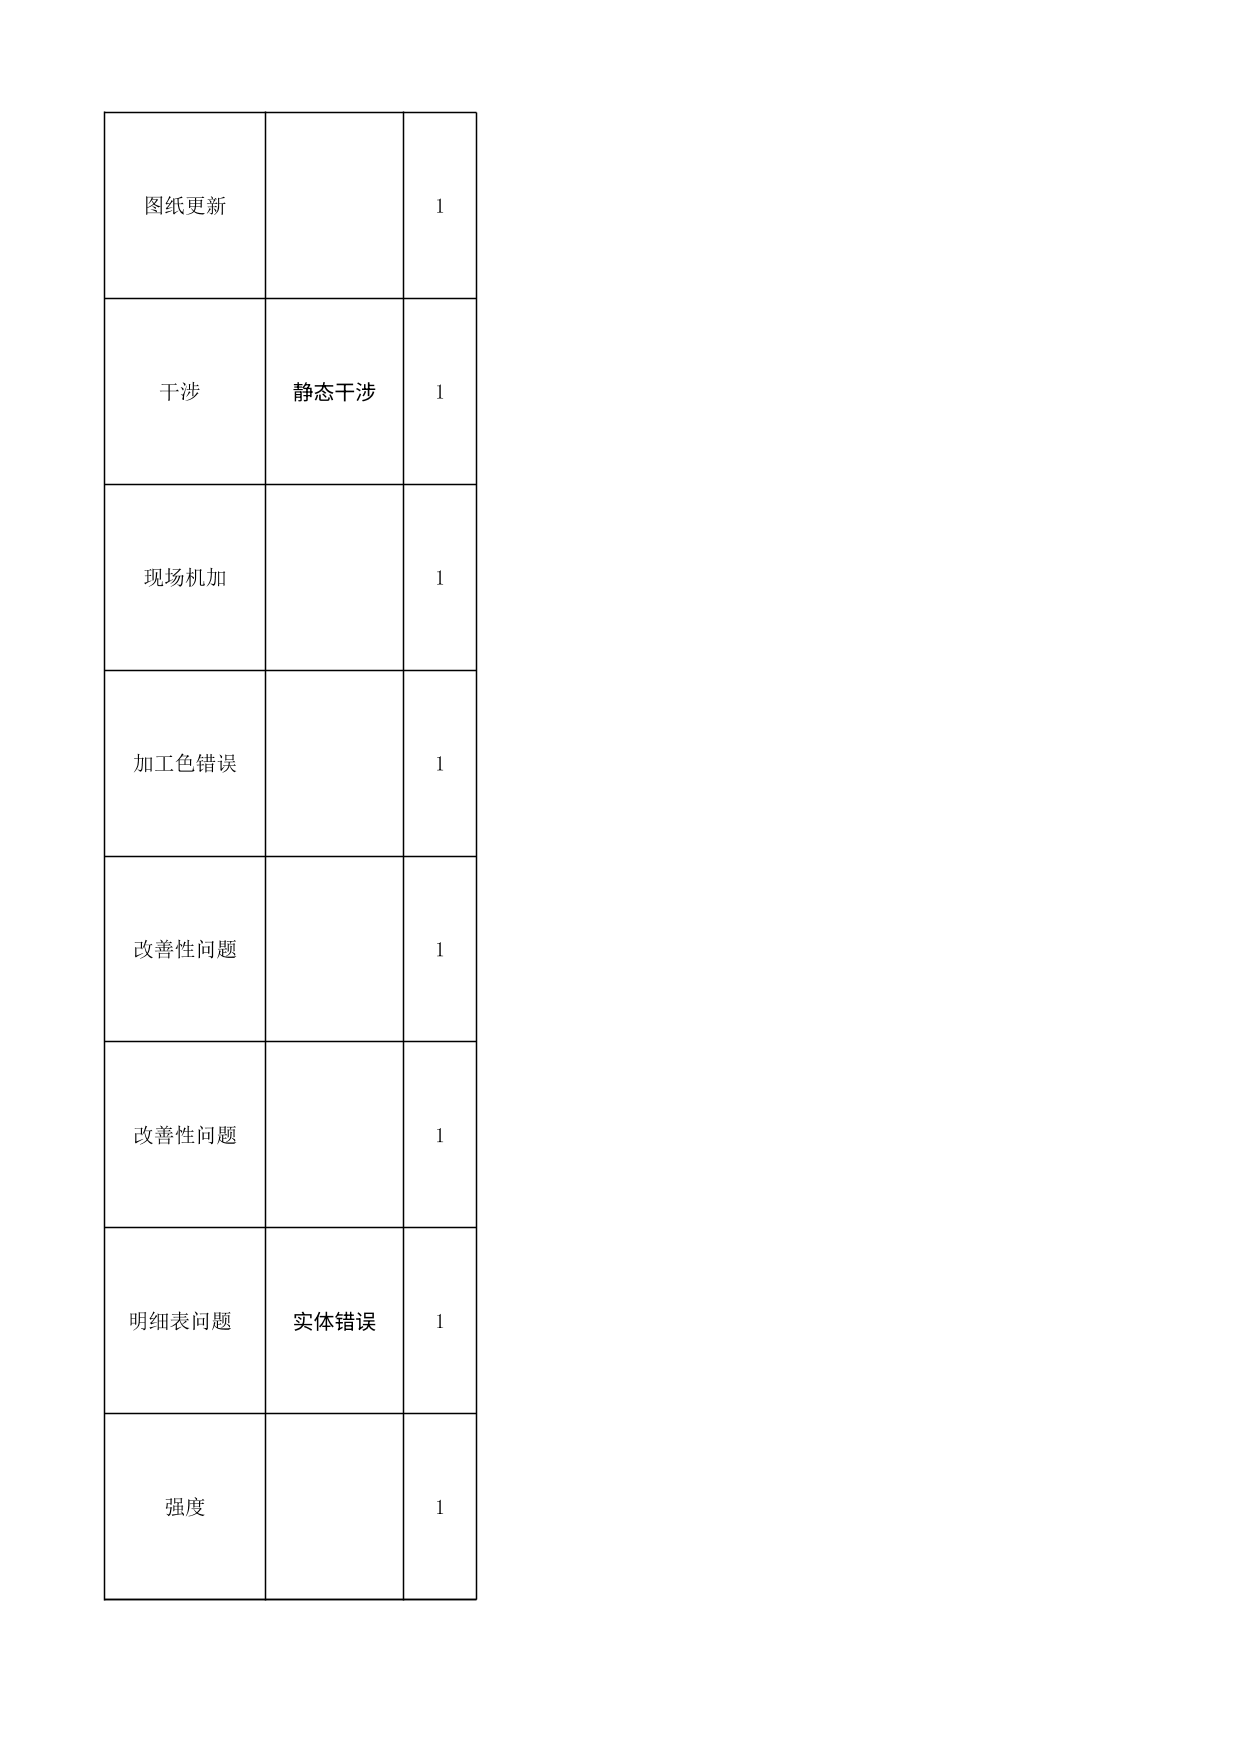 图纸更新 1
干涉 静态干涉 1
现场机加 1
加工色错误 1
改善性问题 1
改善性问题 1
明细表问题 实体错误 1
强度 1